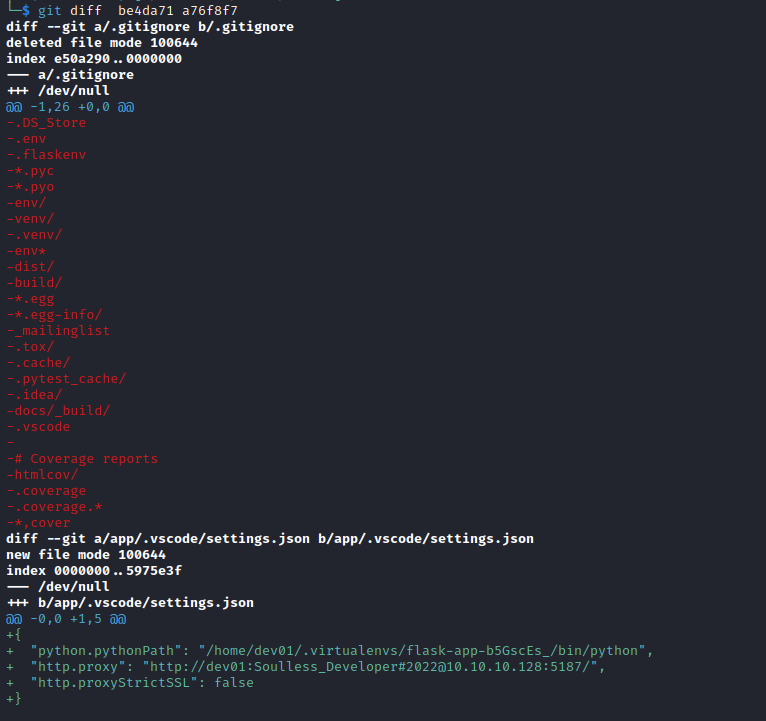 └─$ git diff  be4da71 a76f8f7
diff --git a/.gitignore b/.gitignore
deleted file mode 100644
index e50a290..0000000
--- a/.gitignore
+++ /dev/null
@@ -1,26 +0,0 @@
-.DS_Store
-.env
-.flaskenv
-*.pyc
-*.pyo
-env/
-venv/
-.venv/
-env*
-dist/
-build/
-*.egg
-*.egg-info/
-_mailinglist
-.tox/
-.cache/
-.pytest_cache/
-.idea/
-docs/_build/
-.vscode
-
-# Coverage reports
-htmlcov/
-.coverage
-.coverage.*
-*,cover
diff --git a/app/.vscode/settings.json b/app/.vscode/settings.json
new file mode 100644
index 0000000..5975e3f
--- /dev/null
+++ b/app/.vscode/settings.json
@@ -0,0 +1,5 @@
+{
+  "python.pythonPath": "/home/dev01/.virtualenvs/flask-app-b5GscEs_/bin/python",
+  "http.proxy": "http://dev01:Soulless_Developer#2022@10.10.10.128:5187/",
+  "http.proxyStrictSSL": false
+}